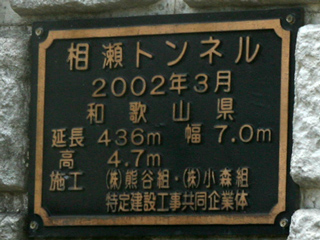 相瀬トンネル
2002年3月
和歌山県
延長 436m 幅 7.0m
高 4.7m
施工 ㈱熊谷組・㈱小森組
特定建設工事共同企業体